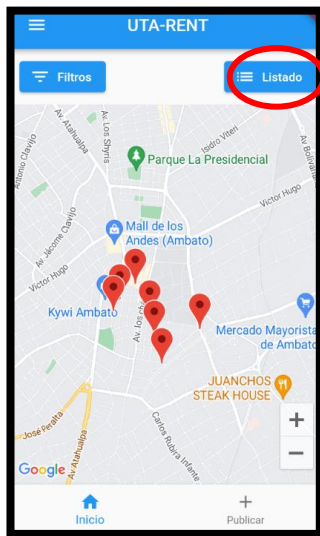 UTA-RENT
Filtros
Listado
Av. Atahualpa
Av. Los Shyris
Isidro Viteri
Antonio Clavijo
Parque La Presidencial
Av Bolivaria
Victor Hugo
Mall de los
Andes (Ambato)
Av. Jácome Clavijo
Victor Hugo
Kywi Ambato
Av. los ch
Mercado Mayorista
de Ambato
JUANCHOS
STEAK HOUSE
José Peralta
Av. Atahualpa
Carlos Rubira Infante
+
−
Google
Inicio
Publicar